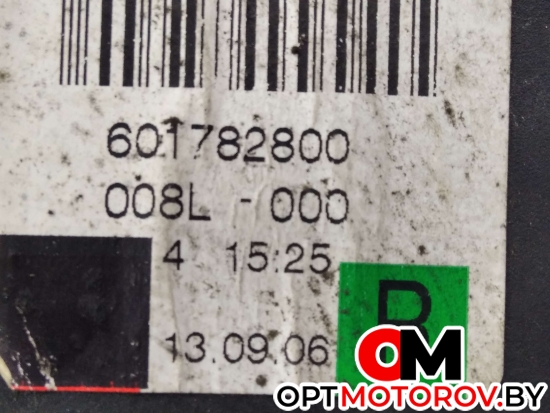 601782800
008L - 000
4 15:25
R
13.09.06
OM
OPTMOTOROV.BY